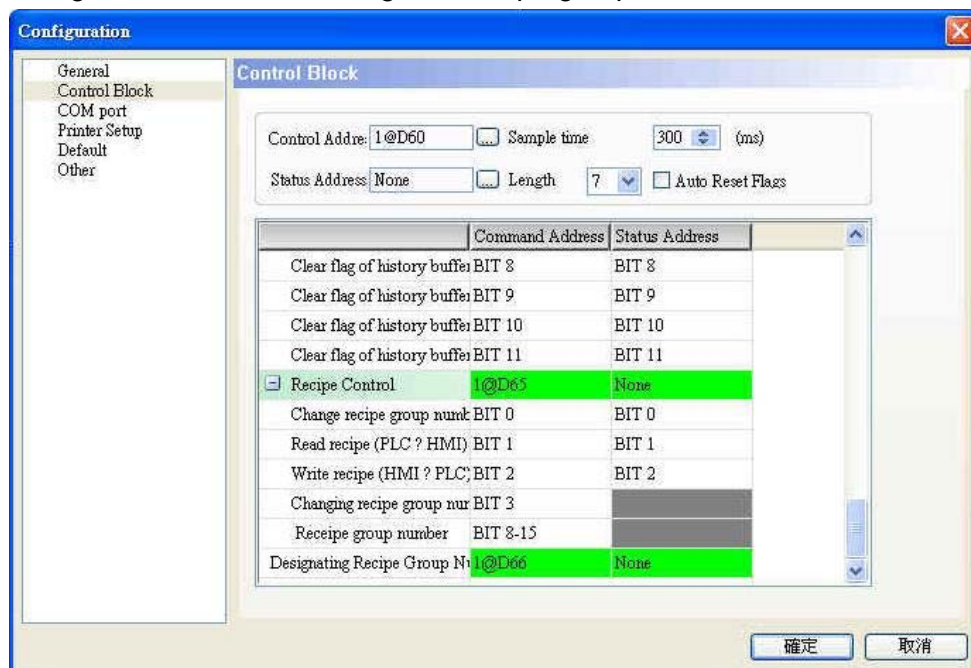 Configuration
General
Control Block
COM port
Printer Setup
Default
Other
Control Block
Control Addre: 1@D60 ... Sample time 300 (ms)
Status Address None ... Length 7 Auto Reset Flags
Command Address Status Address
Clear flag of history buffer BIT 8 BIT 8
Clear flag of history buffer BIT 9 BIT 9
Clear flag of history buffer BIT 10 BIT 10
Clear flag of history buffer BIT 11 BIT 11
Recipe Control 1@D65 None
Change recipe group numb BIT 0 BIT 0
Read recipe (PLC ? HMI) BIT 1 BIT 1
Write recipe (HMI ? PLC) BIT 2 BIT 2
Changing recipe group nur BIT 3
Receipe group number BIT 8-15
Designating Recipe Group Nu 1@D66 None
確定 取消